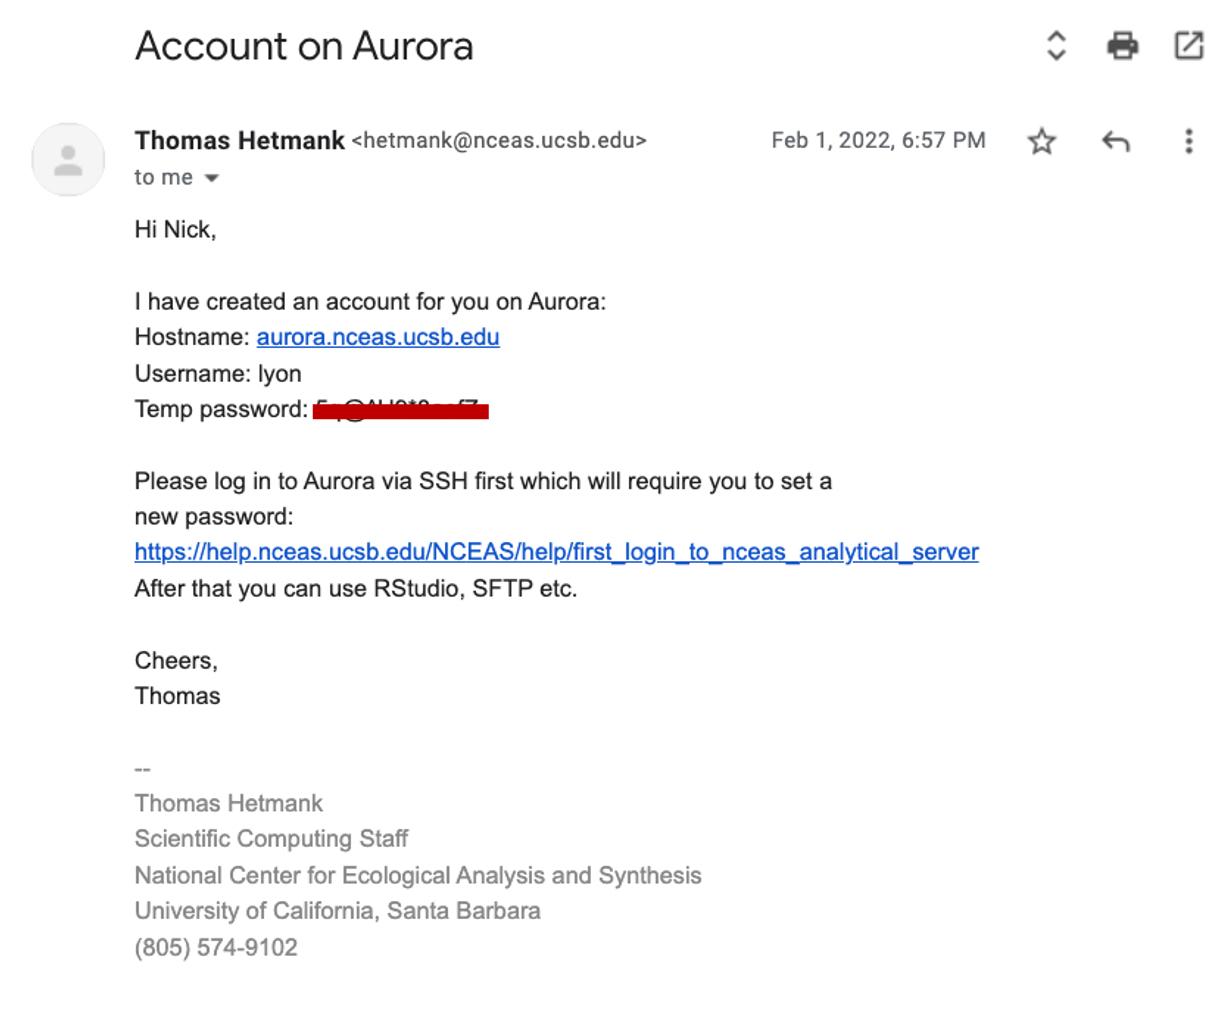 Account on Aurora
Thomas Hetmank <hetmank@nceas.ucsb.edu>
Feb 1, 2022, 6:57 PM
to me
Hi Nick,
I have created an account for you on Aurora:
Hostname: aurora.nceas.ucsb.edu
Username: lyon
Temp password:
Please log in to Aurora via SSH first which will require you to set a
new password:
https://help.nceas.ucsb.edu/NCEAS/help/first_login_to_nceas_analytical_server
After that you can use RStudio, SFTP etc.
Cheers,
Thomas
--
Thomas Hetmank
Scientific Computing Staff
National Center for Ecological Analysis and Synthesis
University of California, Santa Barbara
(805) 574-9102